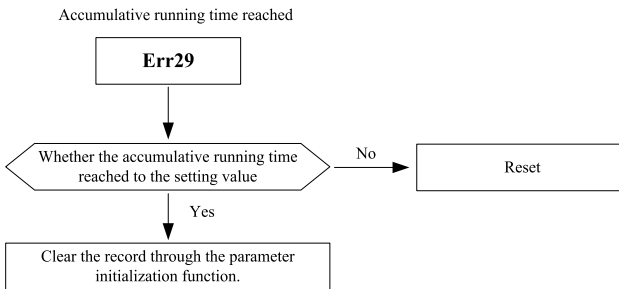 Accumulative running time reached
Err29
Whether the accumulative running time
reached to the setting value
No
Reset
Yes
Clear the record through the parameter
initialization function.